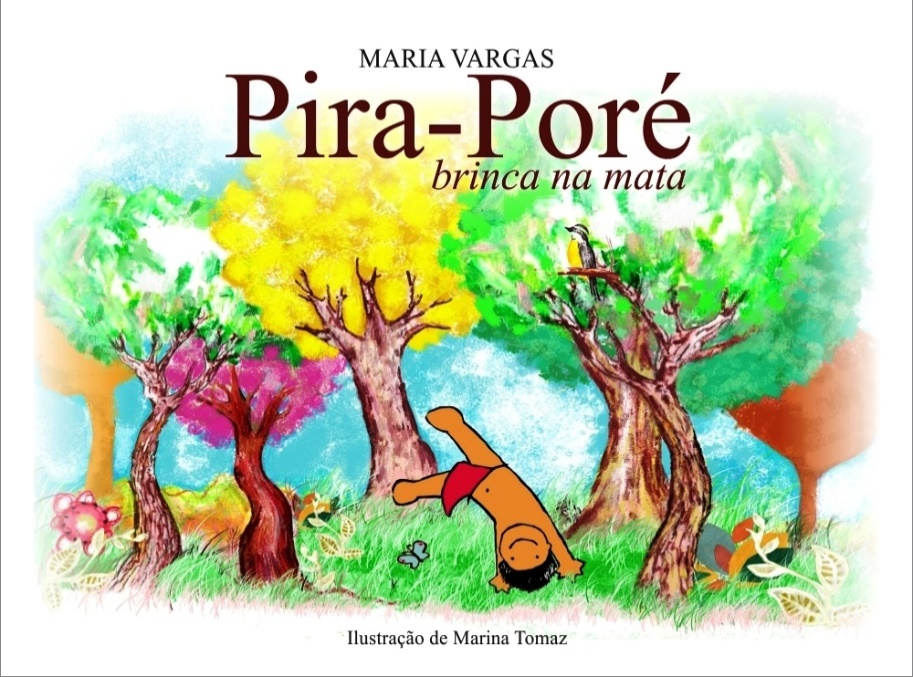 MARIA VARGAS
Pira-Poré
brinca na mata
Ilustração de Marina Tomaz